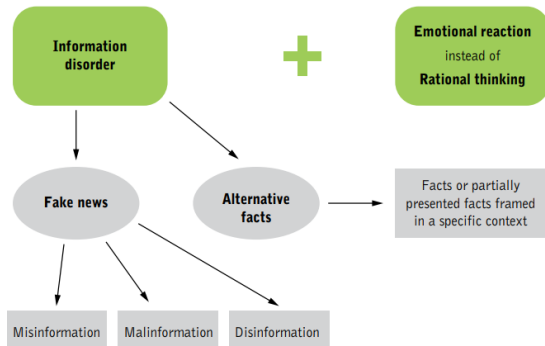 Information
disorder
+
Emotional reaction
instead of
Rational thinking
Fake news
Alternative
facts
Facts or partially
presented facts framed
in a specific context
Misinformation
Malinformation
Disinformation